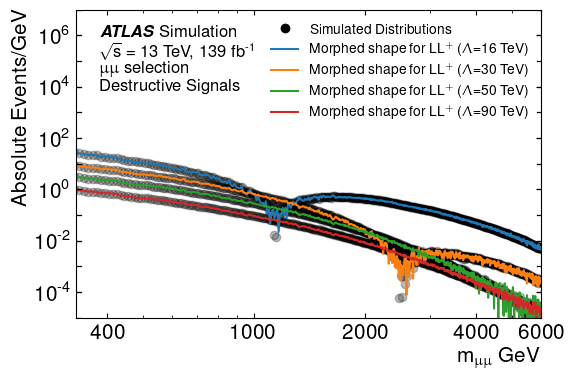 ATLAS Simulation
√s = 13 TeV, 139 fb⁻¹
μμ selection
Destructive Signals
Simulated Distributions
Morphed shape for LL⁺ (Λ=16 TeV)
Morphed shape for LL⁺ (Λ=30 TeV)
Morphed shape for LL⁺ (Λ=50 TeV)
Morphed shape for LL⁺ (Λ=90 TeV)
Absolute Events/GeV
10⁶
10⁴
10²
10⁰
10⁻²
10⁻⁴
400 1000 2000 4000 6000
m_μμ GeV